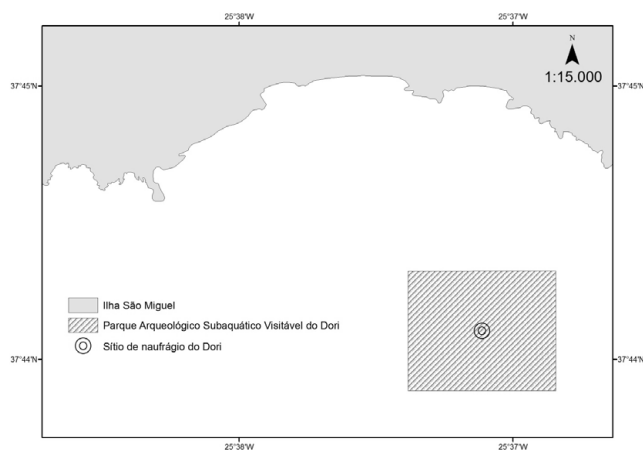 25°38'W 25°37'W
N
1:15.000
37°45'N 37°45'N
Ilha São Miguel
Parque Arqueológico Subaquático Visitável do Dori
Sítio de naufrágio do Dori
37°44'N 37°44'N
25°38'W 25°37'W